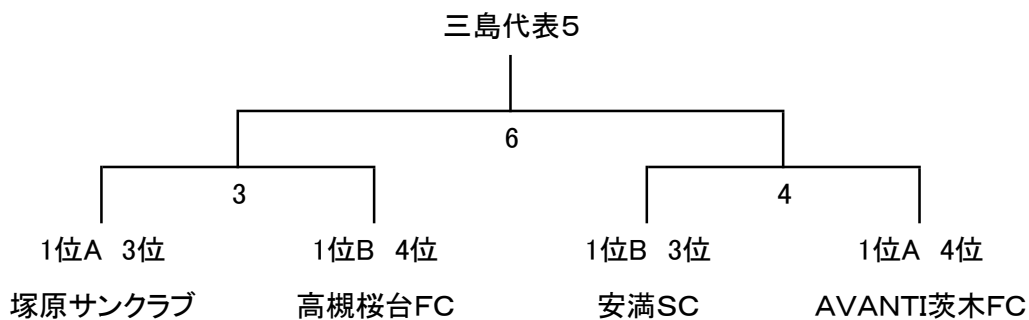 三島代表5
6
3
4
1位A 3位
1位B 4位
1位B 3位
1位A 4位
塚原サンクラブ
高槻桜台FC
安満SC
AVANTI茨木FC